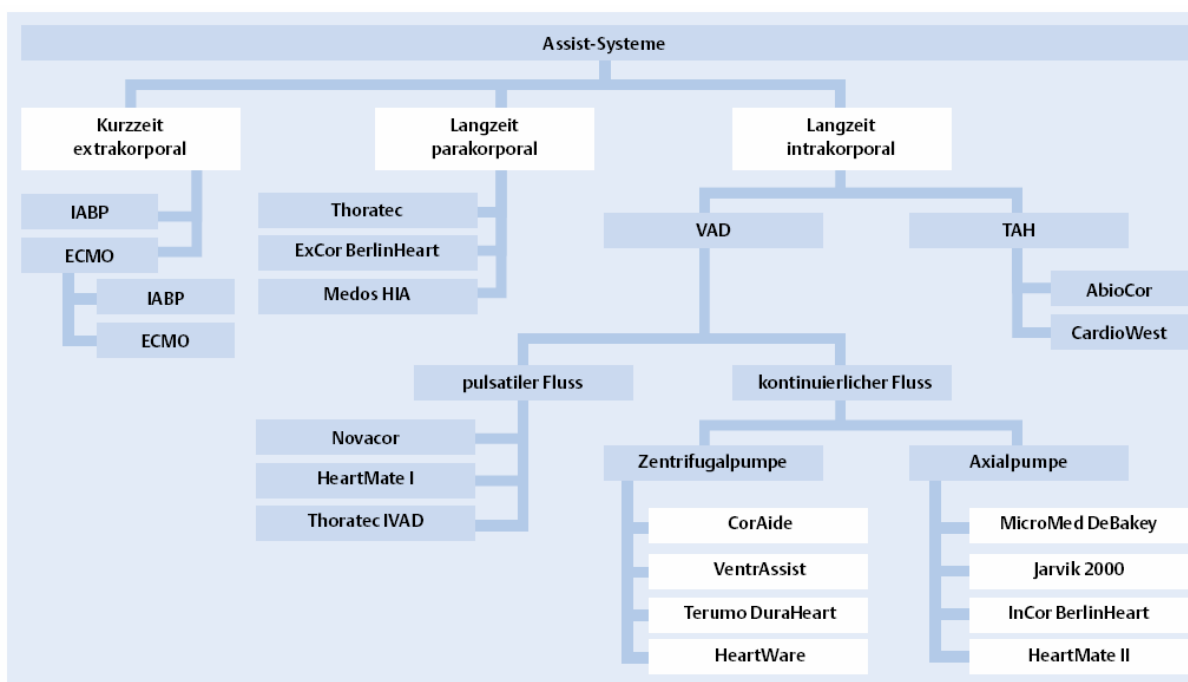 Assist-Systeme
Kurzzeit
extrakorporal
Langzeit
parakorporal
Langzeit
intrakorporal
IABP
ECMO
IABP
ECMO
Thoratec
ExCor BerlinHeart
Medos HIA
VAD
TAH
AbioCor
CardioWest
pulsatiler Fluss
kontinuierlicher Fluss
Novacor
HeartMate I
Thoratec IVAD
Zentrifugalpumpe
Axialpumpe
CorAide
VentrAssist
Terumo DuraHeart
HeartWare
MicroMed DeBakey
Jarvik 2000
InCor BerlinHeart
HeartMate II